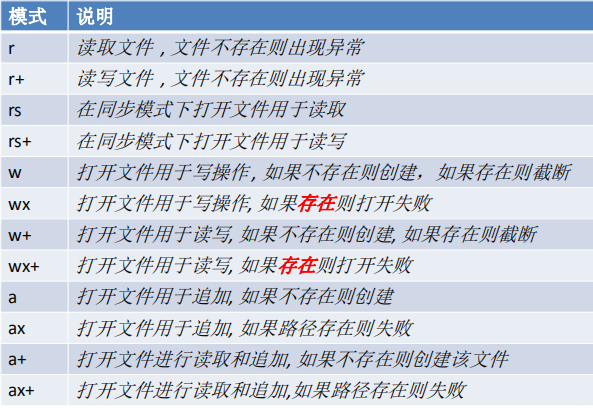 模式 说明
r 读取文件，文件不存在则出现异常
r+ 读写文件，文件不存在则出现异常
rs 在同步模式下打开文件用于读取
rs+ 在同步模式下打开文件用于读写
w 打开文件用于写操作, 如果不存在则创建，如果存在则截断
wx 打开文件用于写操作, 如果存在则打开失败
w+ 打开文件用于读写, 如果不存在则创建, 如果存在则截断
wx+ 打开文件用于读写, 如果存在则打开失败
a 打开文件用于追加, 如果不存在则创建
ax 打开文件用于追加, 如果路径存在则失败
a+ 打开文件进行读取和追加, 如果不存在则创建该文件
ax+ 打开文件进行读取和追加,如果路径存在则失败